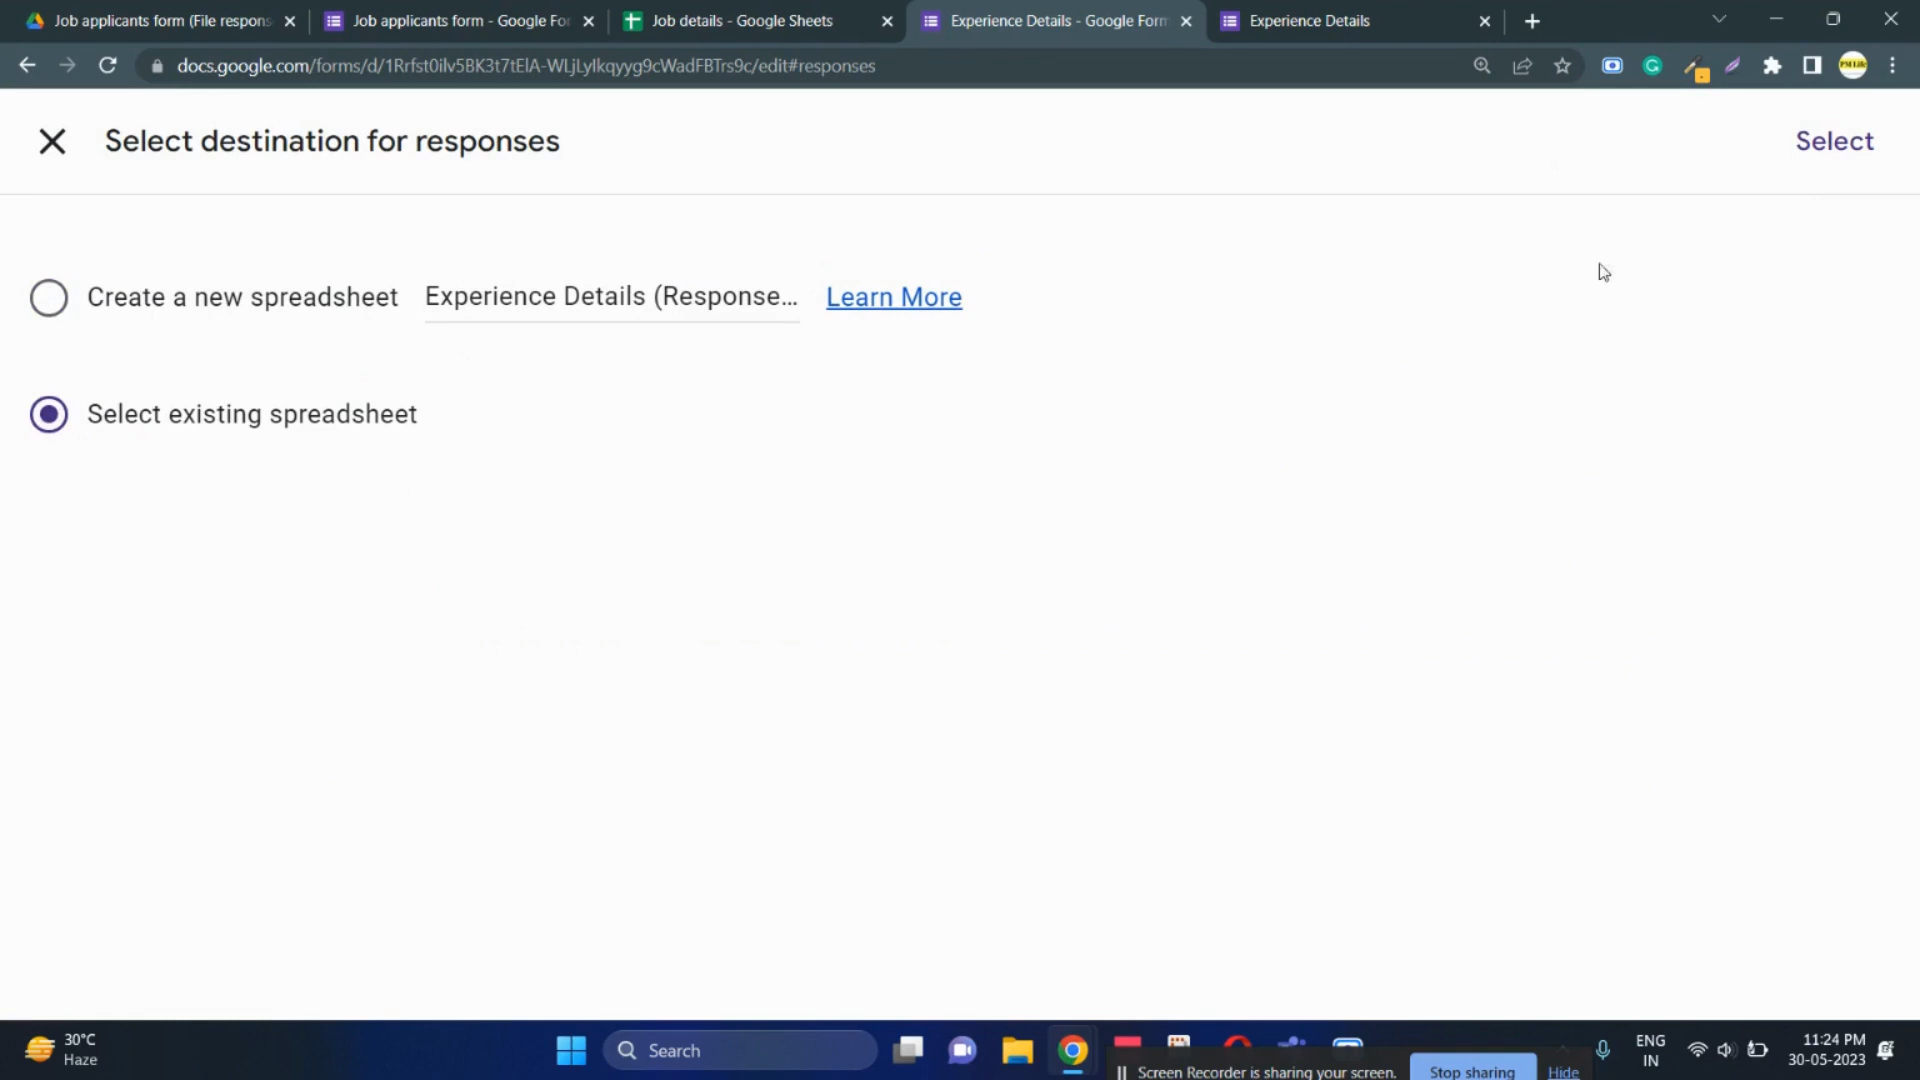 Job applicants form (File respons
Job applicants form - Google For
Job details - Google Sheets
Experience Details - Google Form
Experience Details
docs.google.com/forms/d/1Rrfst0ilv5BK3t7tElA-WLjLyIkqyyg9cWadFBTrs9c/edit#responses
PM Life
Select destination for responses
Select
Create a new spreadsheet Experience Details (Response... Learn More
Select existing spreadsheet
30°C
Haze
Search
Screen Recorder is sharing your screen.
Stop sharing
Hide
ENG
IN
11:24 PM
30-05-2023